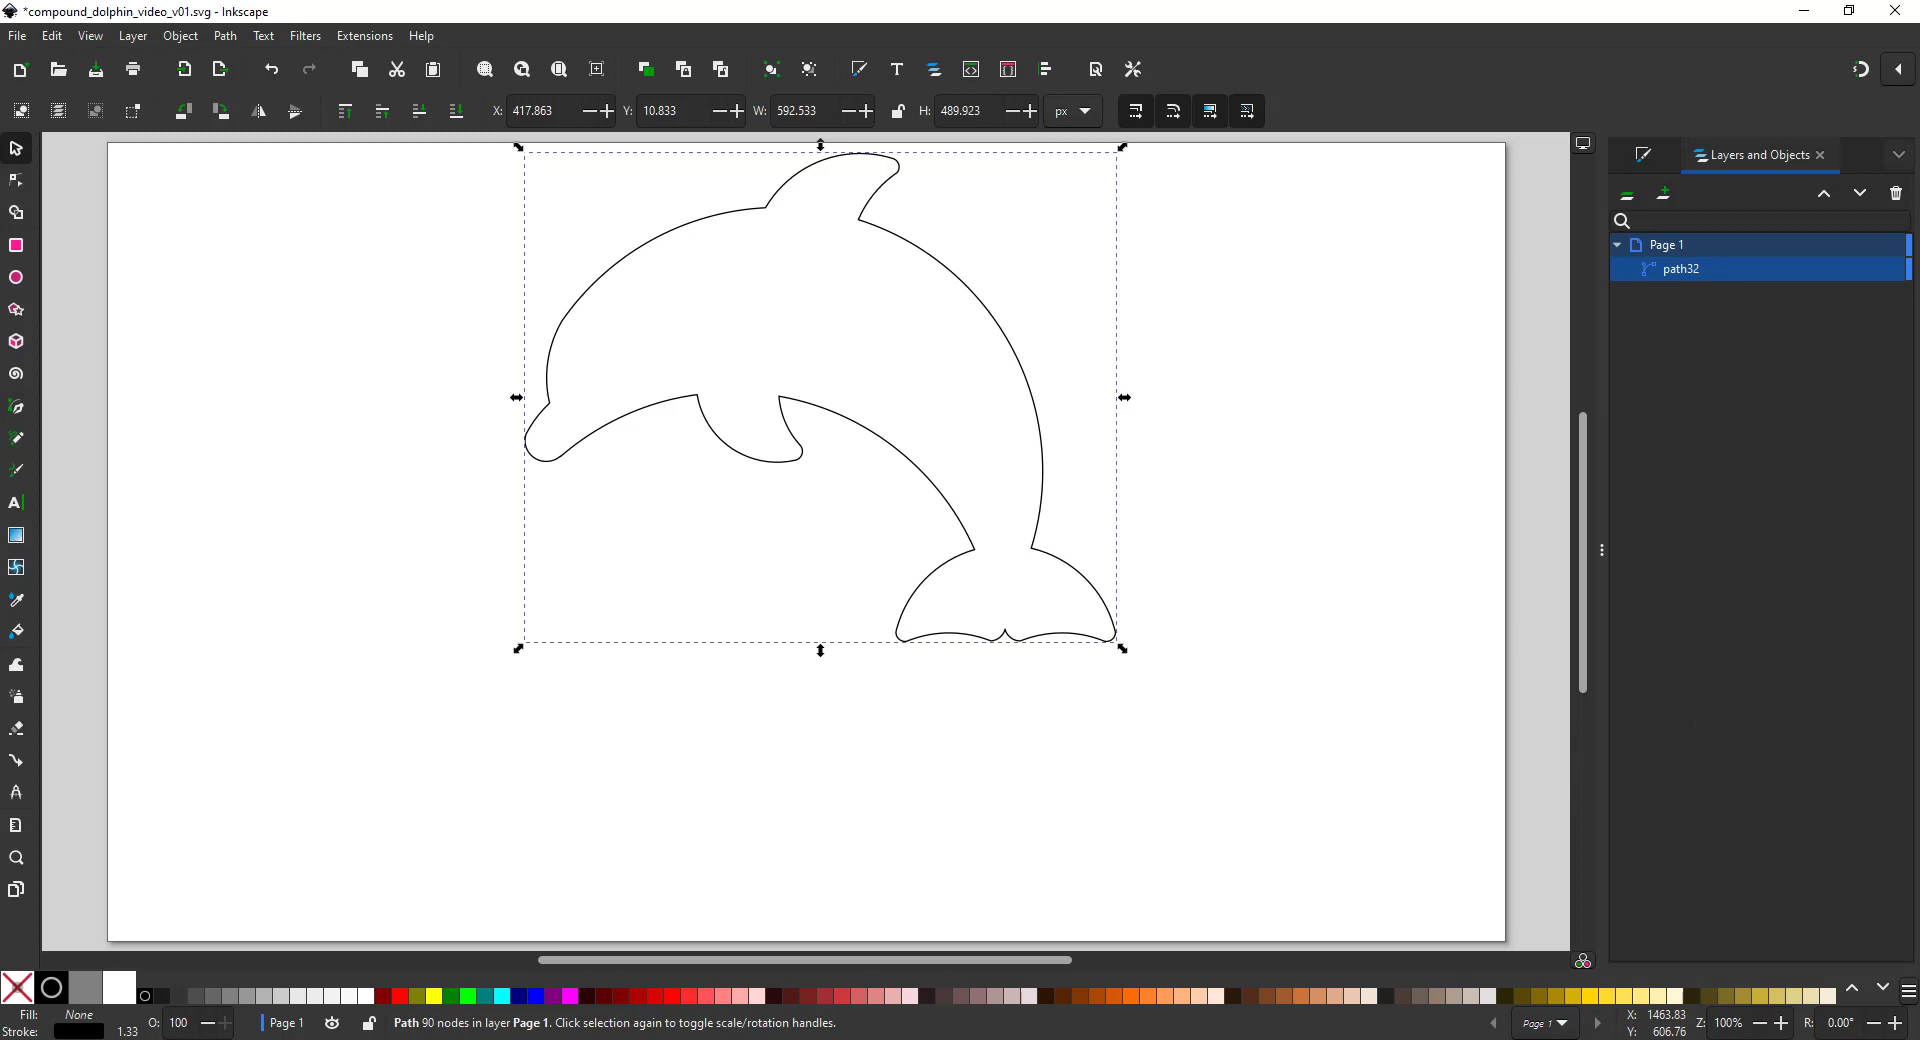 *compound_dolphin_video_v01.svg - Inkscape
File Edit View Layer Object Path Text Filters Extensions Help
X: 417.863 Y: 10.833 W: 592.533 H: 489.923 px
Layers and Objects
Page 1
path32
Fill: None
Stroke: 1.33
O: 100
Page 1
Path 90 nodes in layer Page 1. Click selection again to toggle scale/rotation handles.
Page 1
X: 1463.83
Y: 606.76
Z: 100%
R: 0.00°